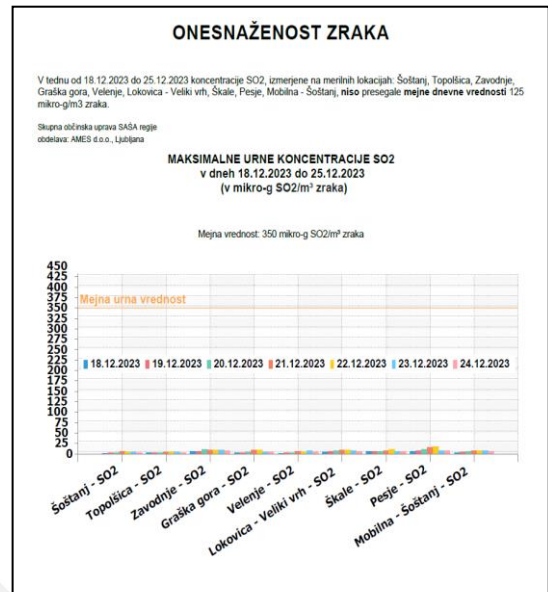 ONESNAŽENOST ZRAKA
V tednu od 18.12.2023 do 25.12.2023 koncentracije SO2, izmerjene na merilnih lokacijah: Šoštanj, Topolšica, Zavodnje,
Graška gora, Velenje, Lokovica - Veliki vrh, Škale, Pesje, Mobilna - Šoštanj, niso presegale mejne dnevne vrednosti 125
mikro-g/m3 zraka.
Skupna občinska uprava SAŠA regije
obdelava: AMES d.o.o., Ljubljana
MAKSIMALNE URNE KONCENTRACIJE SO2
v dneh 18.12.2023 do 25.12.2023
(v mikro-g SO2/m³ zraka)
Mejna vrednost: 350 mikro-g SO2/m³ zraka
450
425
400
375
Mejna urna vrednost
350
325
300
275
250
225
18.12.2023 19.12.2023 20.12.2023 21.12.2023 22.12.2023 23.12.2023 24.12.2023
200
175
150
125
100
75
50
25
0
Šoštanj - SO2
Topolšica - SO2
Zavodnje - SO2
Graška gora - SO2
Velenje - SO2
Lokovica - Veliki vrh - SO2
Škale - SO2
Pesje - SO2
Mobilna - Šoštanj - SO2